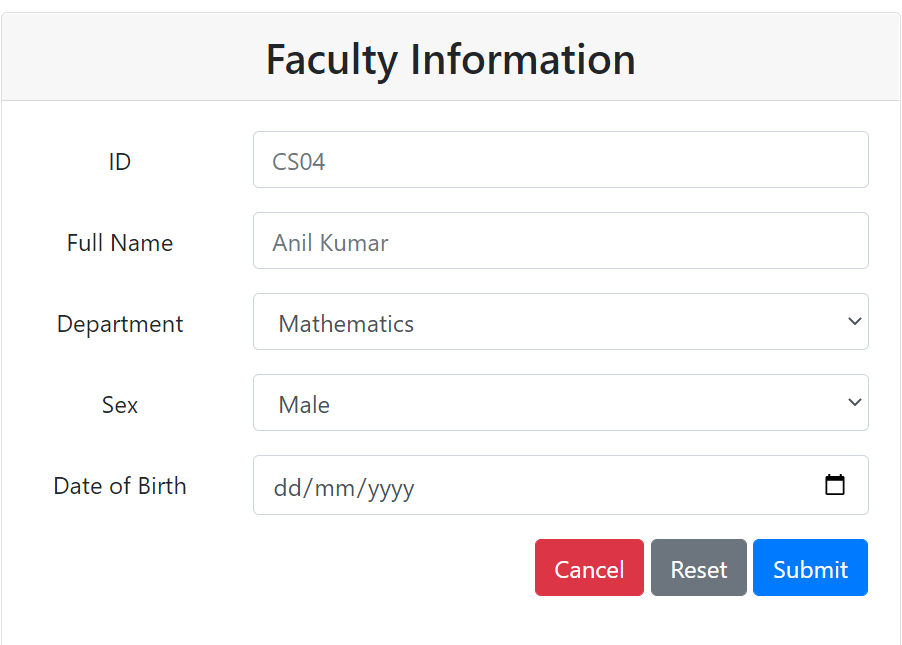 Faculty Information
ID CS04
Full Name Anil Kumar
Department Mathematics
Sex Male
Date of Birth dd/mm/yyyy
Cancel Reset Submit